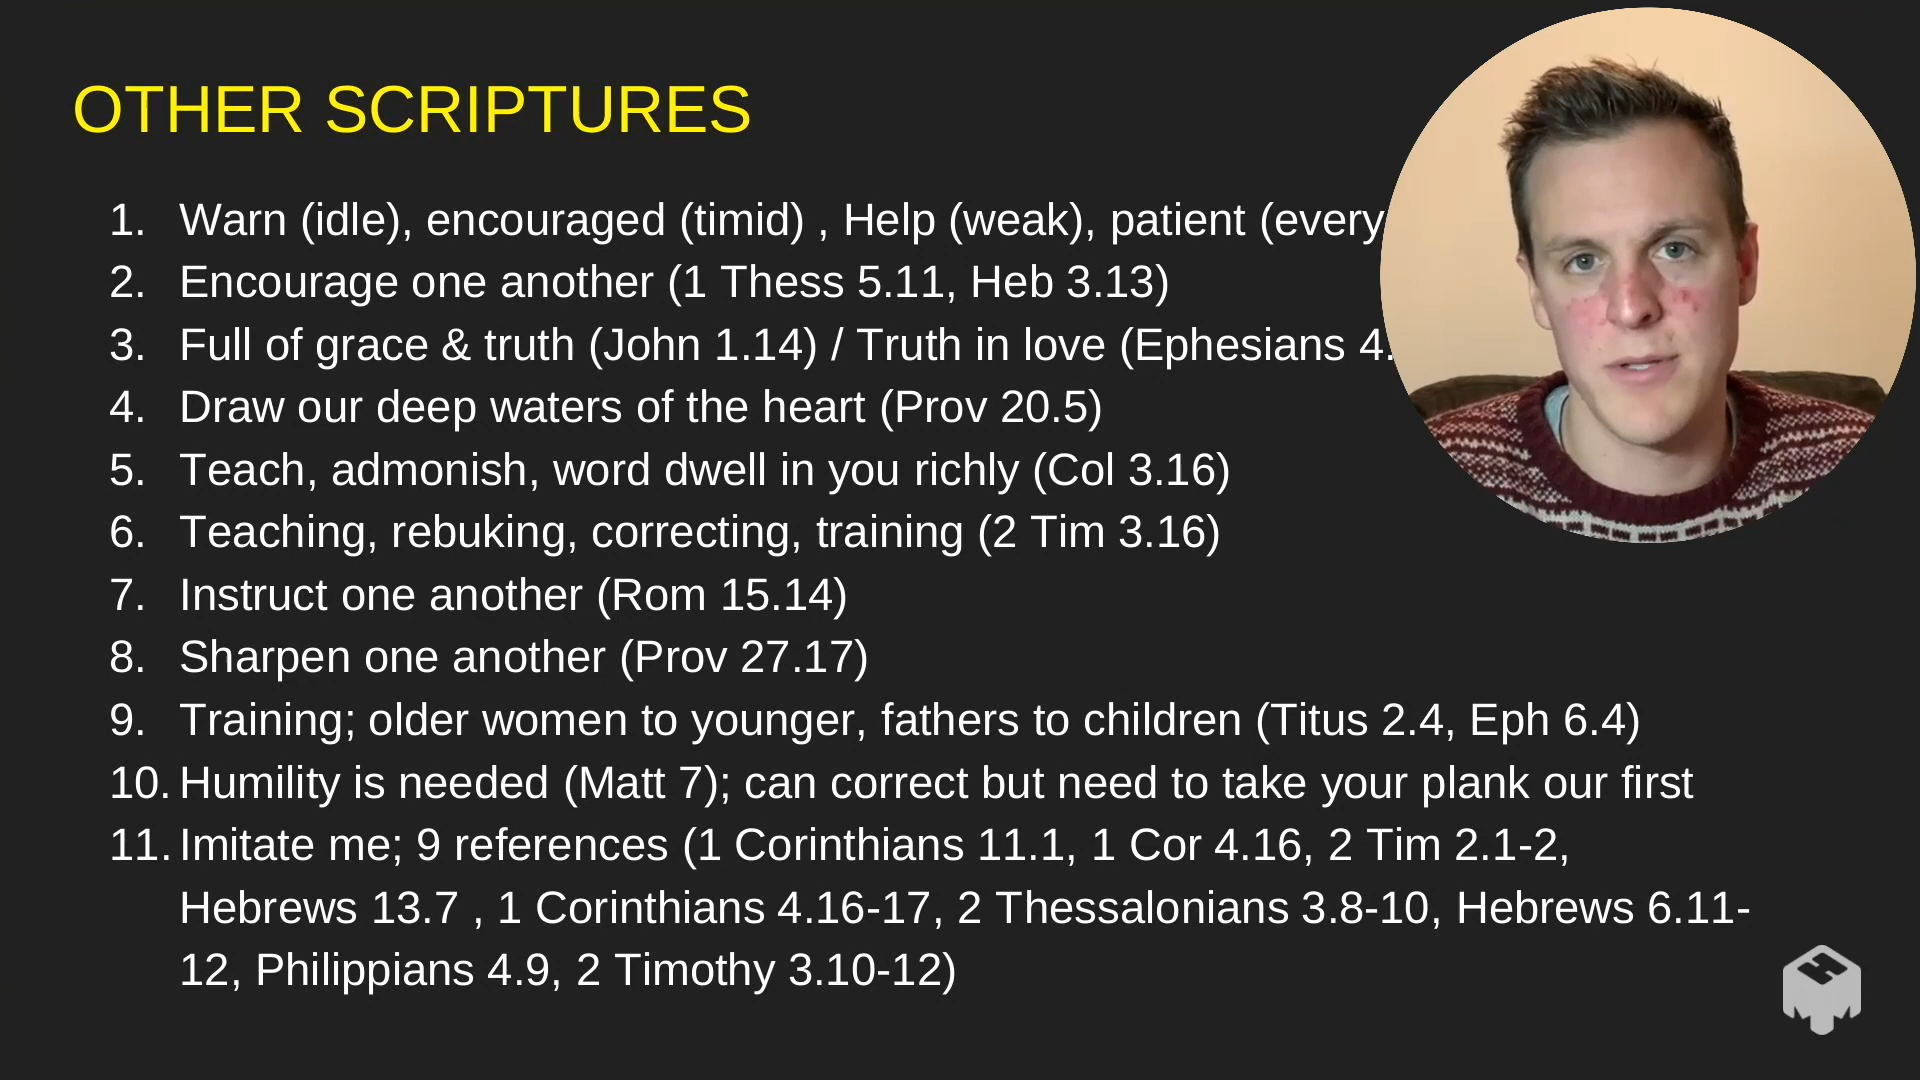 OTHER SCRIPTURES
1. Warn (idle), encouraged (timid) , Help (weak), patient (every
2. Encourage one another (1 Thess 5.11, Heb 3.13)
3. Full of grace & truth (John 1.14) / Truth in love (Ephesians 4.
4. Draw our deep waters of the heart (Prov 20.5)
5. Teach, admonish, word dwell in you richly (Col 3.16)
6. Teaching, rebuking, correcting, training (2 Tim 3.16)
7. Instruct one another (Rom 15.14)
8. Sharpen one another (Prov 27.17)
9. Training; older women to younger, fathers to children (Titus 2.4, Eph 6.4)
10. Humility is needed (Matt 7); can correct but need to take your plank our first
11. Imitate me; 9 references (1 Corinthians 11.1, 1 Cor 4.16, 2 Tim 2.1-2,
Hebrews 13.7 , 1 Corinthians 4.16-17, 2 Thessalonians 3.8-10, Hebrews 6.11-
12, Philippians 4.9, 2 Timothy 3.10-12)